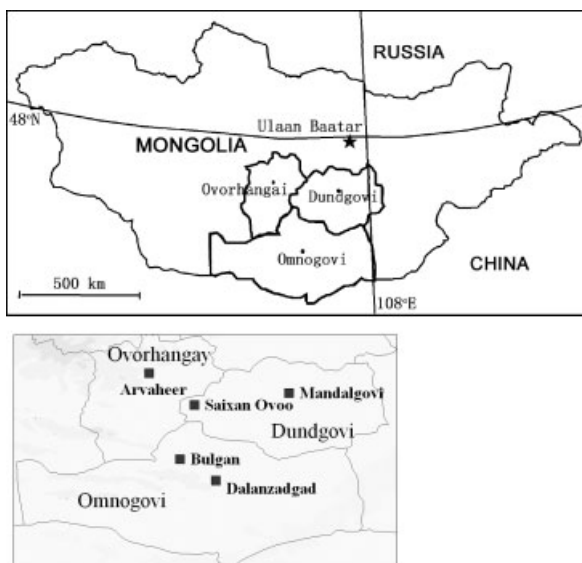 RUSSIA
48°N
Ulaan Baatar
MONGOLIA
Ovorhangai
Dundgovi
Omnogovi
CHINA
500 km
108°E
Ovorhangay
Arvaheer
Mandalgovi
Saixan Ovoo
Dundgovi
Bulgan
Dalanzadgad
Omnogovi